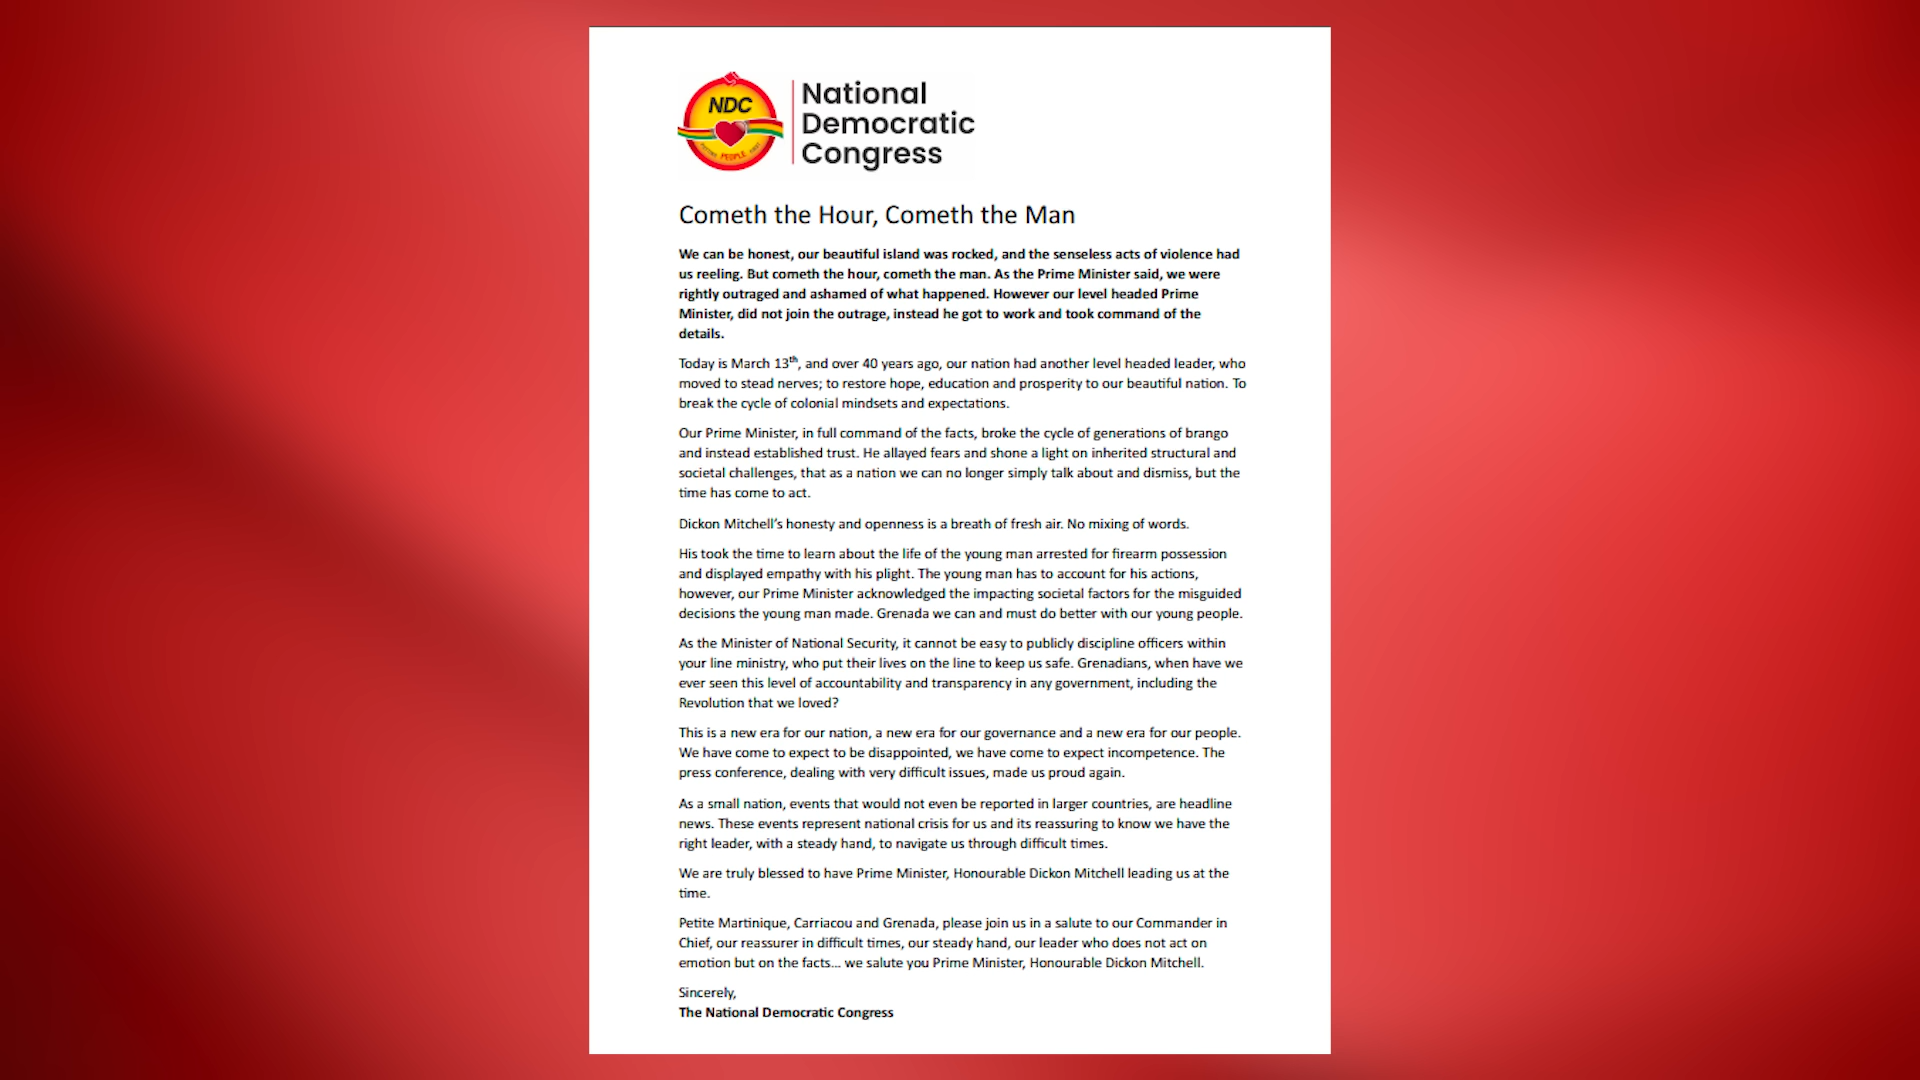 NDC
PUTTING PEOPLE FIRST
National
Democratic
Congress
Cometh the Hour, Cometh the Man
We can be honest, our beautiful island was rocked, and the senseless acts of violence had
us reeling. But cometh the hour, cometh the man. As the Prime Minister said, we were
rightly outraged and ashamed of what happened. However our level headed Prime
Minister, did not join the outrage, instead he got to work and took command of the
details.
Today is March 13th, and over 40 years ago, our nation had another level headed leader, who
moved to stead nerves; to restore hope, education and prosperity to our beautiful nation. To
break the cycle of colonial mindsets and expectations.
Our Prime Minister, in full command of the facts, broke the cycle of generations of brango
and instead established trust. He allayed fears and shone a light on inherited structural and
societal challenges, that as a nation we can no longer simply talk about and dismiss, but the
time has come to act.
Dickon Mitchell’s honesty and openness is a breath of fresh air. No mixing of words.
His took the time to learn about the life of the young man arrested for firearm possession
and displayed empathy with his plight. The young man has to account for his actions,
however, our Prime Minister acknowledged the impacting societal factors for the misguided
decisions the young man made. Grenada we can and must do better with our young people.
As the Minister of National Security, it cannot be easy to publicly discipline officers within
your line ministry, who put their lives on the line to keep us safe. Grenadians, when have we
ever seen this level of accountability and transparency in any government, including the
Revolution that we loved?
This is a new era for our nation, a new era for our governance and a new era for our people.
We have come to expect to be disappointed, we have come to expect incompetence. The
press conference, dealing with very difficult issues, made us proud again.
As a small nation, events that would not even be reported in larger countries, are headline
news. These events represent national crisis for us and its reassuring to know we have the
right leader, with a steady hand, to navigate us through difficult times.
We are truly blessed to have Prime Minister, Honourable Dickon Mitchell leading us at the
time.
Petite Martinique, Carriacou and Grenada, please join us in a salute to our Commander in
Chief, our reassurer in difficult times, our steady hand, our leader who does not act on
emotion but on the facts... we salute you Prime Minister, Honourable Dickon Mitchell.
Sincerely,
The National Democratic Congress